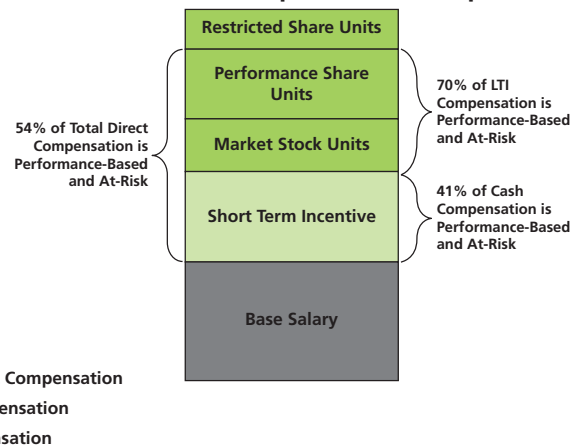 Restricted Share Units
Performance Share
Units
Market Stock Units
Short Term Incentive
Base Salary
54% of Total Direct
Compensation is
Performance-Based
and At-Risk
70% of LTI
Compensation is
Performance-Based
and At-Risk
41% of Cash
Compensation is
Performance-Based
and At-Risk
Compensation